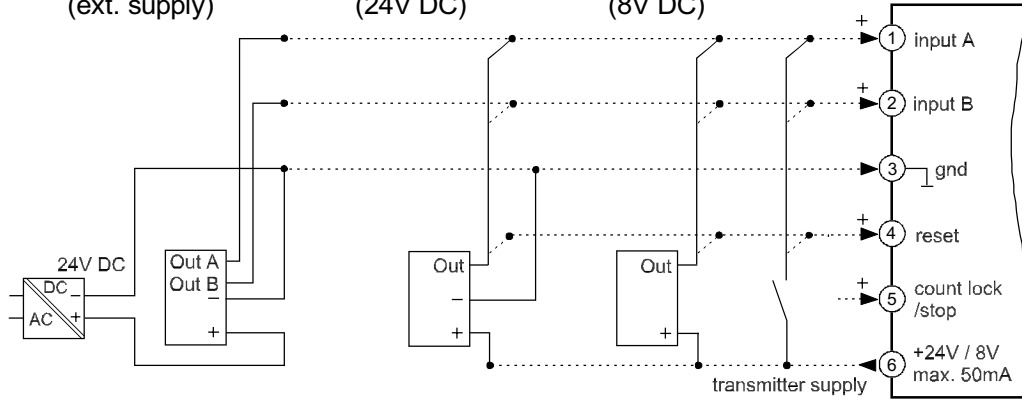 (ext. supply) (24V DC) (8V DC)
+ 1 input A
+ 2 input B
3 gnd
+ 4 reset
24V DC
DC −
AC +
Out A
Out B
−
+
Out
−
+
Out
+
+ 5 count lock
/stop
6 +24V / 8V
max. 50mA
transmitter supply